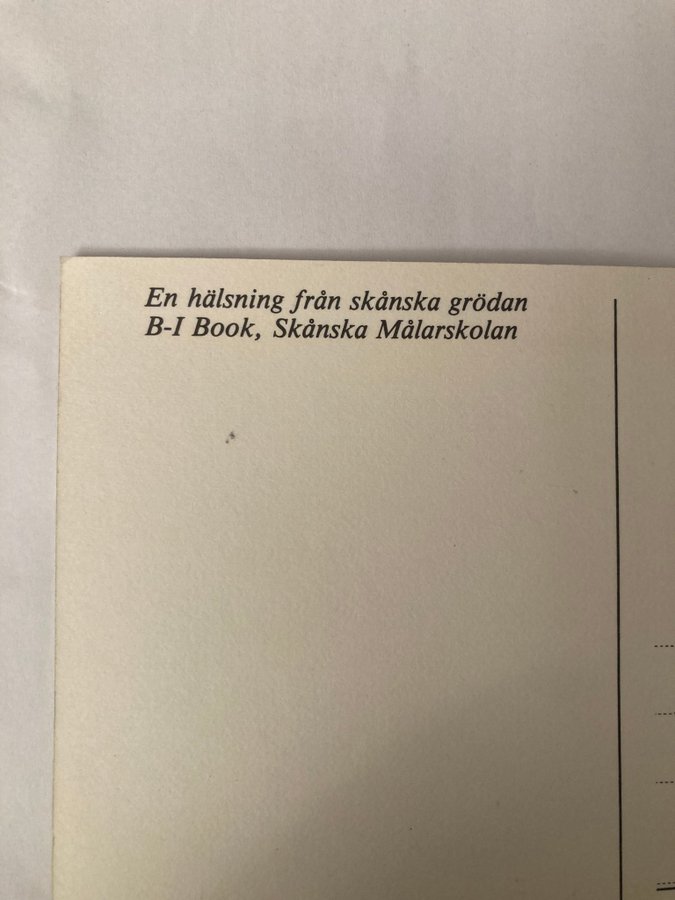 En hälsning från skånska grödan
B-I Book, Skånska Målarskolan